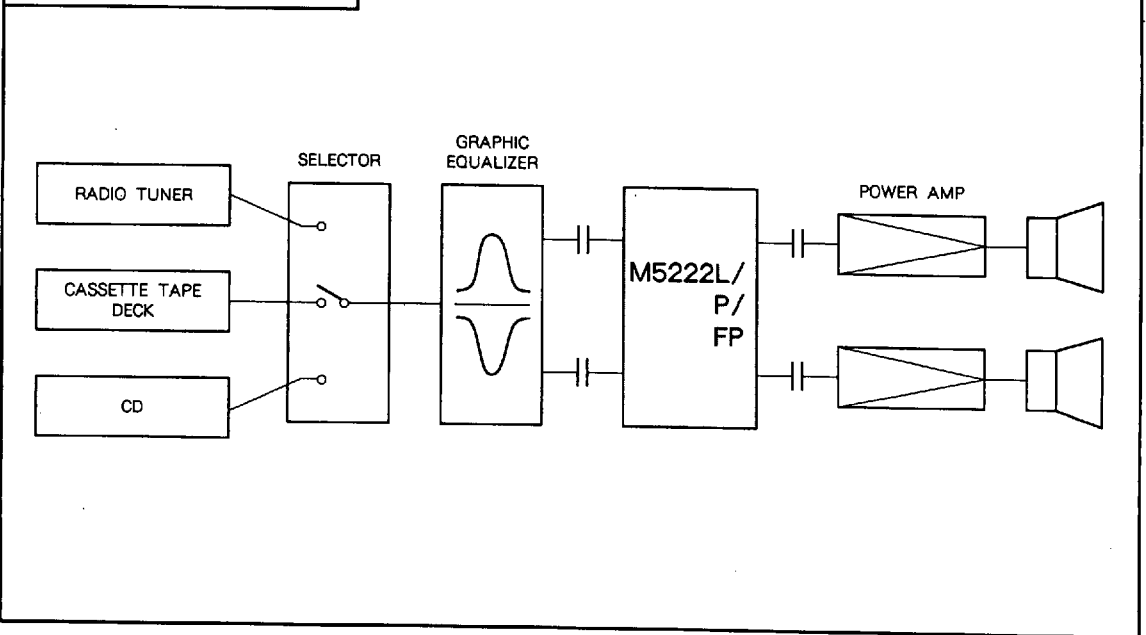 RADIO TUNER
CASSETTE TAPE
DECK
CD
SELECTOR
GRAPHIC
EQUALIZER
M5222L/
P/
FP
POWER AMP